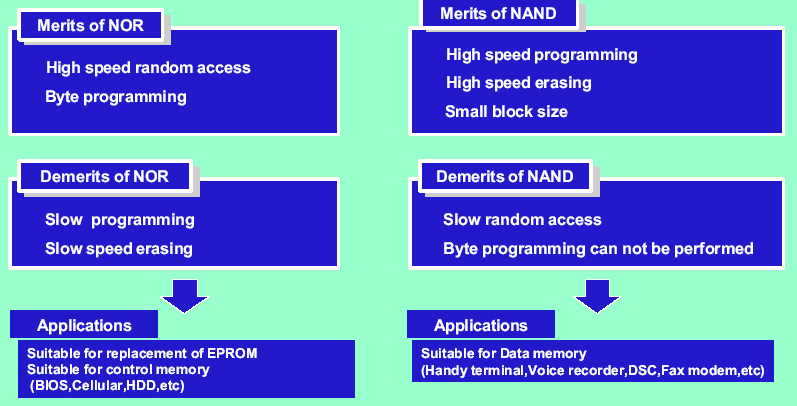 Merits of NOR
High speed random access
Byte programming
Demerits of NOR
Slow programming
Slow speed erasing
Applications
Suitable for replacement of EPROM
Suitable for control memory
(BIOS,Cellular,HDD,etc)
Merits of NAND
High speed programming
High speed erasing
Small block size
Demerits of NAND
Slow random access
Byte programming can not be performed
Applications
Suitable for Data memory
(Handy terminal,Voice recorder,DSC,Fax modem,etc)